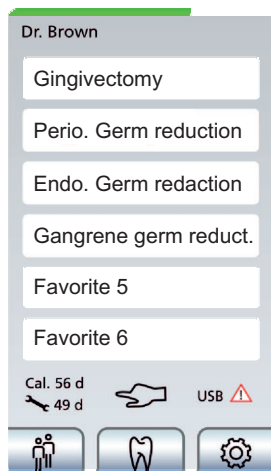 Dr. Brown
Gingivectomy
Perio. Germ reduction
Endo. Germ redaction
Gangrene germ reduct.
Favorite 5
Favorite 6
Cal. 56 d
49 d
USB